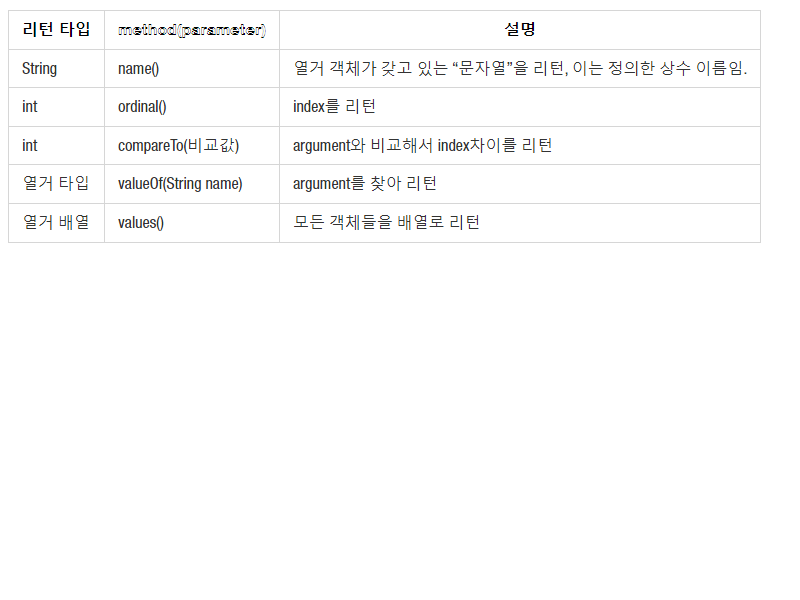 리턴 타입 method(parameter) 설명
String name() 열거 객체가 갖고 있는 “문자열”을 리턴, 이는 정의한 상수 이름임.
int ordinal() index를 리턴
int compareTo(비교값) argument와 비교해서 index차이를 리턴
열거 타입 valueOf(String name) argument를 찾아 리턴
열거 배열 values() 모든 객체들을 배열로 리턴